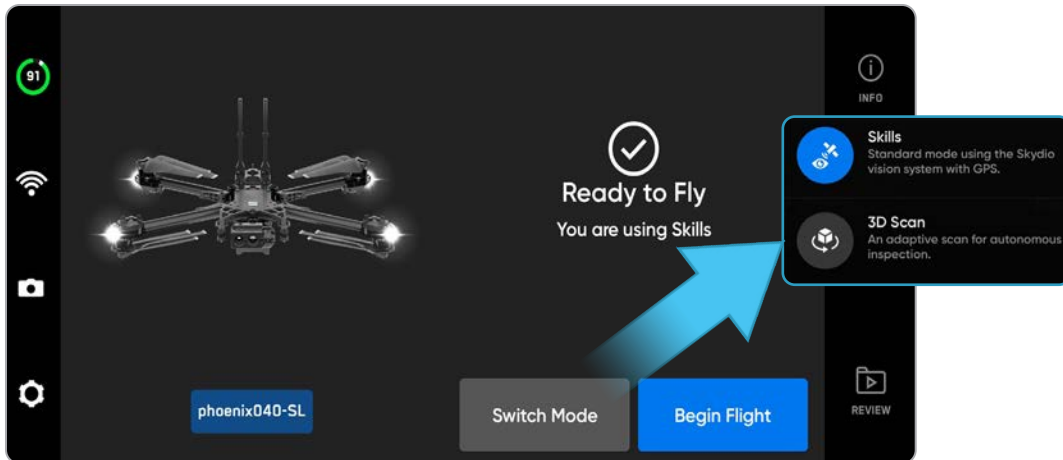 91
INFO
Skills
Standard mode using the Skydio
vision system with GPS.
3D Scan
An adaptive scan for autonomous
inspection.
Ready to Fly
You are using Skills
phoenix040-SL
Switch Mode
Begin Flight
REVIEW